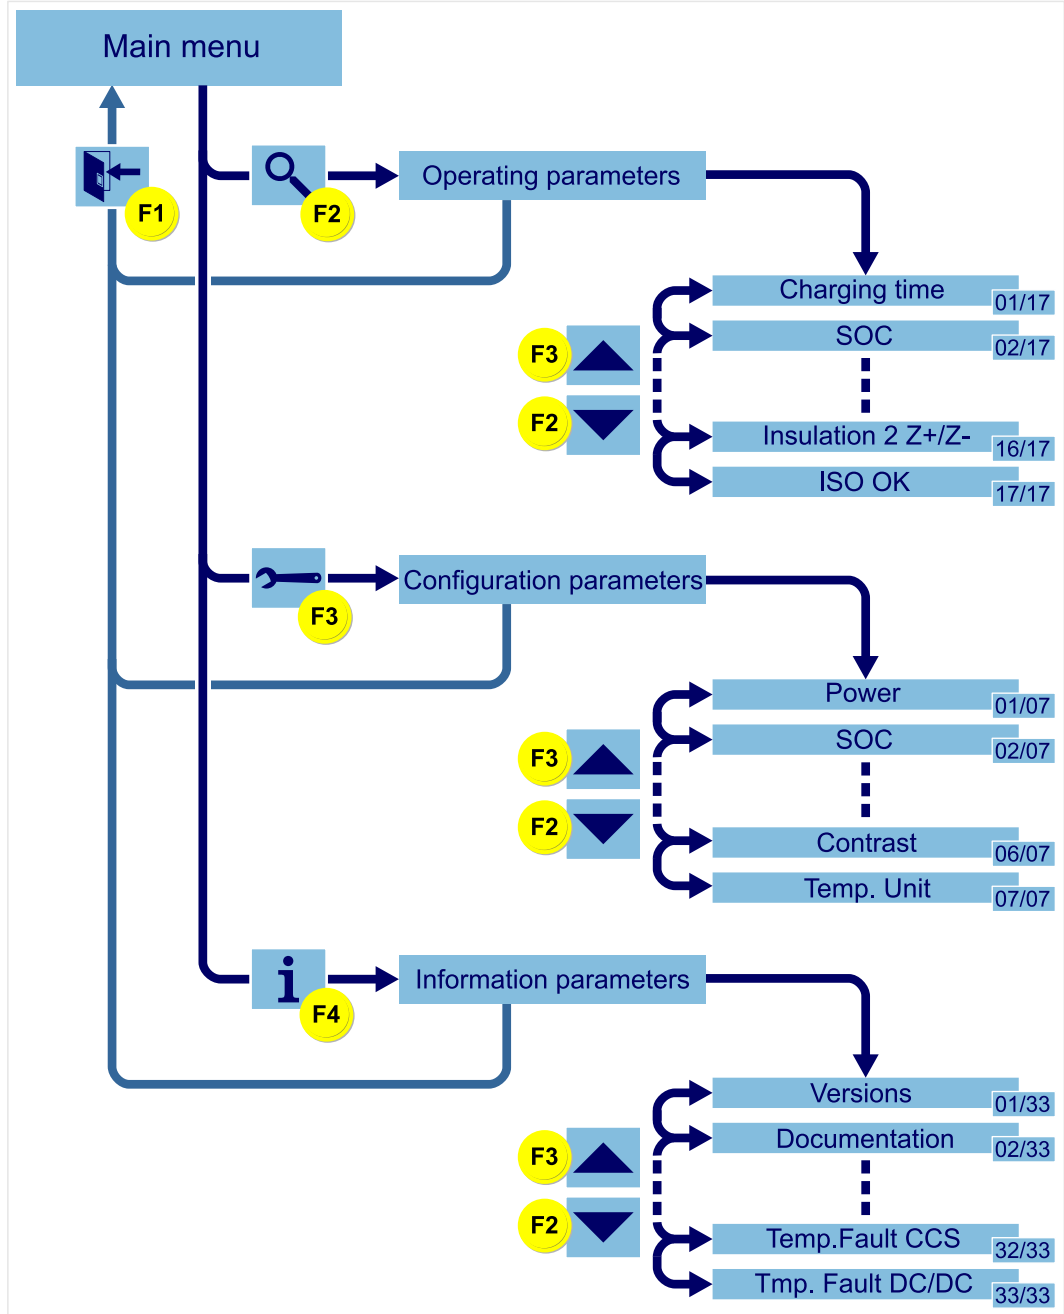 Main menu
F1
F2
Operating parameters
Charging time
01/17
SOC
02/17
F3
F2
Insulation 2 Z+/Z-
16/17
ISO OK
17/17
F3
Configuration parameters
Power
01/07
SOC
02/07
F3
F2
Contrast
06/07
Temp. Unit
07/07
i
F4
Information parameters
Versions
01/33
Documentation
02/33
F3
F2
Temp.Fault CCS
32/33
Tmp. Fault DC/DC
33/33